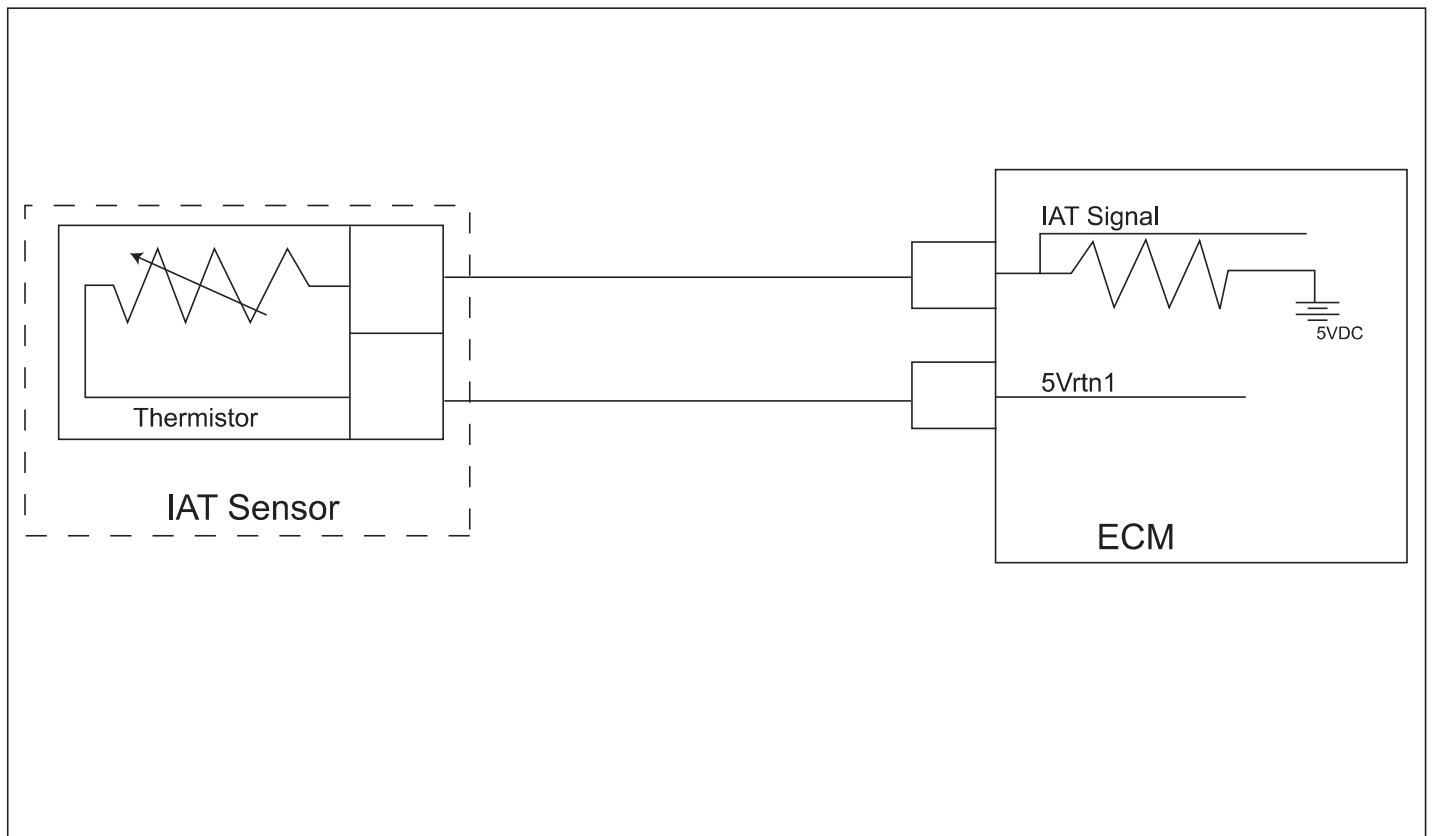 IAT Signal
5VDC
5Vrtn1
Thermistor
IAT Sensor
ECM